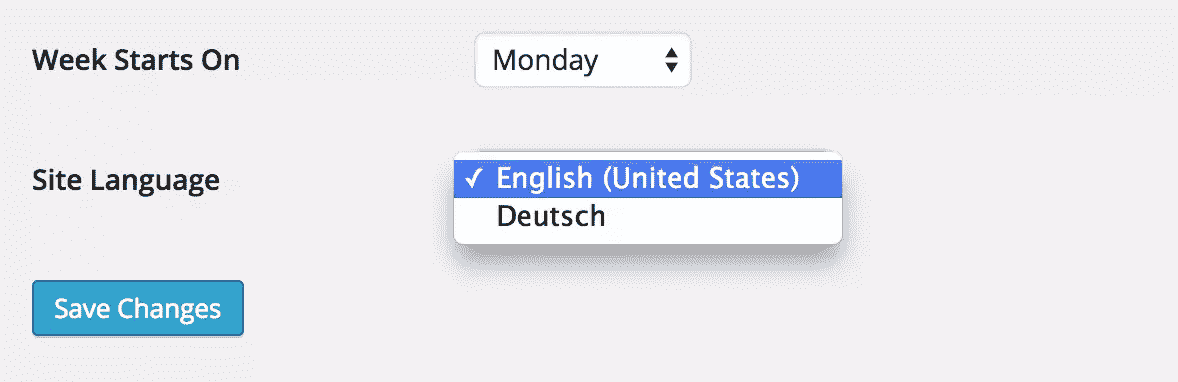 Week Starts On Monday
Site Language ✓ English (United States)
Deutsch
Save Changes